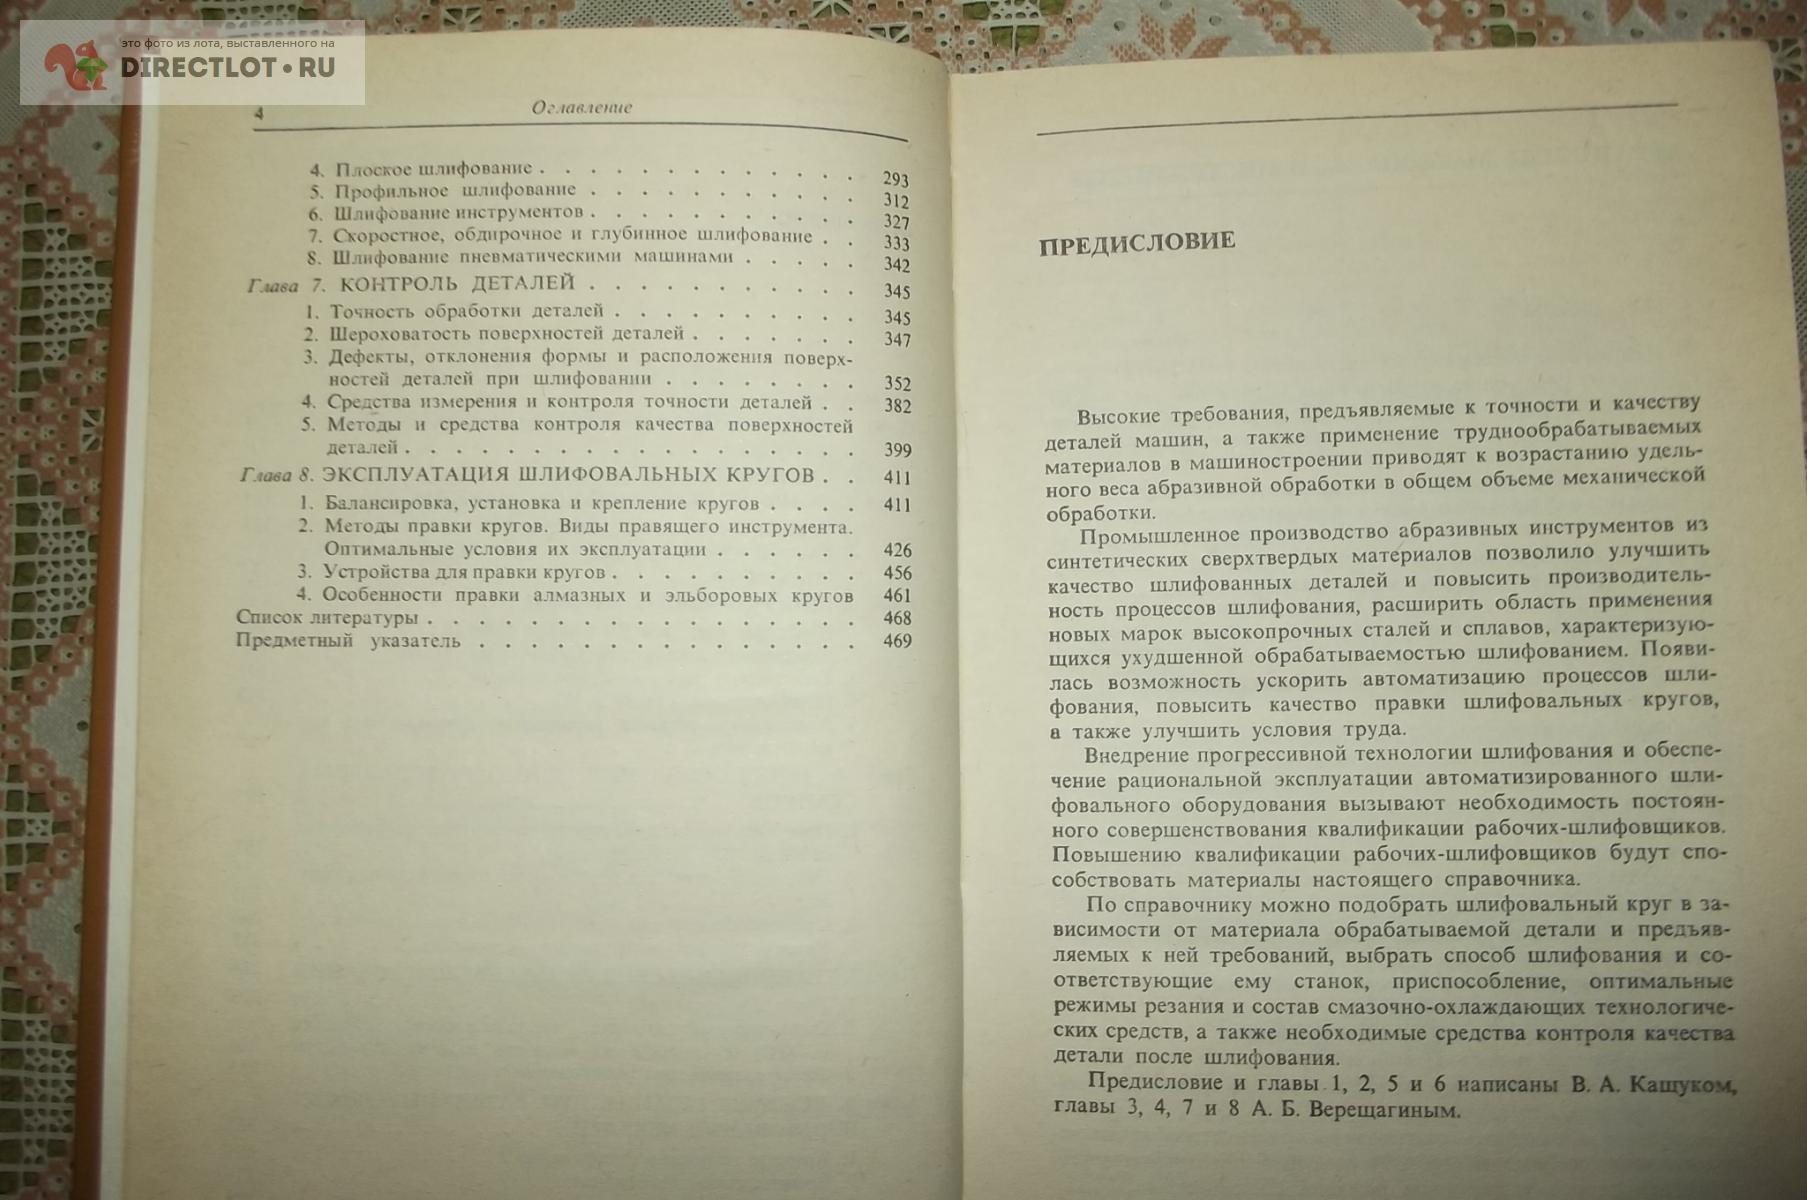 это фото из лота, выставленного на
DIRECTLOT•RU
4
Оглавление
4. Плоское шлифование . . . . . . . . . . . . . 293
5. Профильное шлифование . . . . . . . . . . . 312
6. Шлифование инструментов . . . . . . . . . . . 327
7. Скоростное, обдирочное и глубинное шлифование . . 333
8. Шлифование пневматическими машинами . . . . . 342
Глава 7. КОНТРОЛЬ ДЕТАЛЕЙ . . . . . . . . . . . 345
1. Точность обработки деталей . . . . . . . . . . 345
2. Шероховатость поверхностей деталей . . . . . . . 347
3. Дефекты, отклонения формы и расположения поверх-
ностей деталей при шлифовании . . . . . . . . 352
4. Средства измерения и контроля точности деталей . . 382
5. Методы и средства контроля качества поверхностей
деталей . . . . . . . . . . . . . . . . . . 399
Глава 8. ЭКСПЛУАТАЦИЯ ШЛИФОВАЛЬНЫХ КРУГОВ . . 411
1. Балансировка, установка и крепление кругов . . . . 411
2. Методы правки кругов. Виды правящего инструмента.
Оптимальные условия их эксплуатации . . . . . . 426
3. Устройства для правки кругов . . . . . . . . . . 456
4. Особенности правки алмазных и эльборовых кругов 461
Список литературы . . . . . . . . . . . . . . . . . 468
Предметный указатель . . . . . . . . . . . . . . . 469
ПРЕДИСЛОВИЕ
Высокие требования, предъявляемые к точности и качеству
деталей машин, а также применение труднообрабатываемых
материалов в машиностроении приводят к возрастанию удель-
ного веса абразивной обработки в общем объеме механической
обработки.
Промышленное производство абразивных инструментов из
синтетических сверхтвердых материалов позволило улучшить
качество шлифованных деталей и повысить производитель-
ность процессов шлифования, расширить область применения
новых марок высокопрочных сталей и сплавов, характеризую-
щихся ухудшенной обрабатываемостью шлифованием. Появи-
лась возможность ускорить автоматизацию процессов шли-
фования, повысить качество правки шлифовальных кругов,
а также улучшить условия труда.
Внедрение прогрессивной технологии шлифования и обеспе-
чение рациональной эксплуатации автоматизированного шли-
фовального оборудования вызывают необходимость постоян-
ного совершенствования квалификации рабочих-шлифовщиков.
Повышению квалификации рабочих-шлифовщиков будут спо-
собствовать материалы настоящего справочника.
По справочнику можно подобрать шлифовальный круг в за-
висимости от материала обрабатываемой детали и предъяв-
ляемых к ней требований, выбрать способ шлифования и со-
ответствующие ему станок, приспособление, оптимальные
режимы резания и состав смазочно-охлаждающих технологиче-
ских средств, а также необходимые средства контроля качества
детали после шлифования.
Предисловие и главы 1, 2, 5 и 6 написаны В. А. Кащуком,
главы 3, 4, 7 и 8 А. Б. Верещагиным.